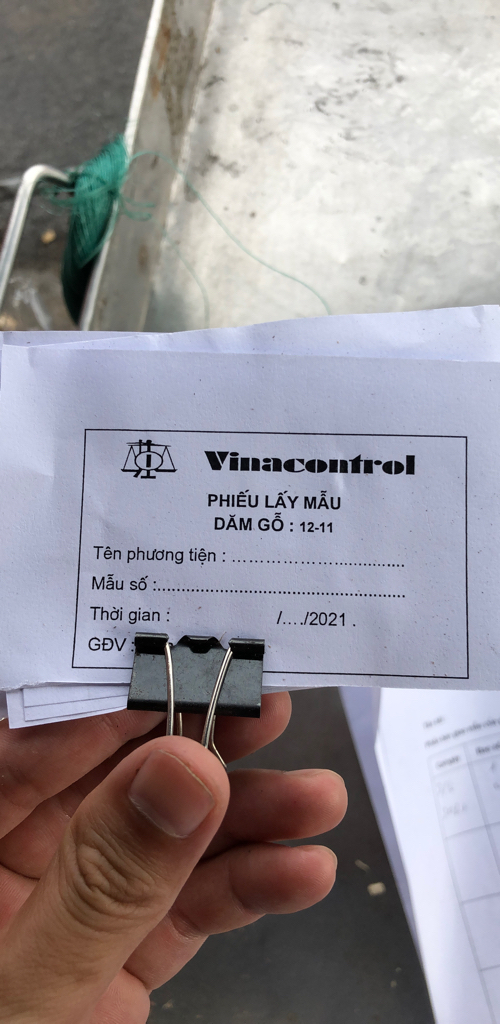 Vinacontrol
PHIẾU LẤY MẪU
DĂM GỖ : 12-11
Tên phương tiện : ……………….............
Mẫu số :......................................................
Thời gian : /…./2021 .
GĐV :